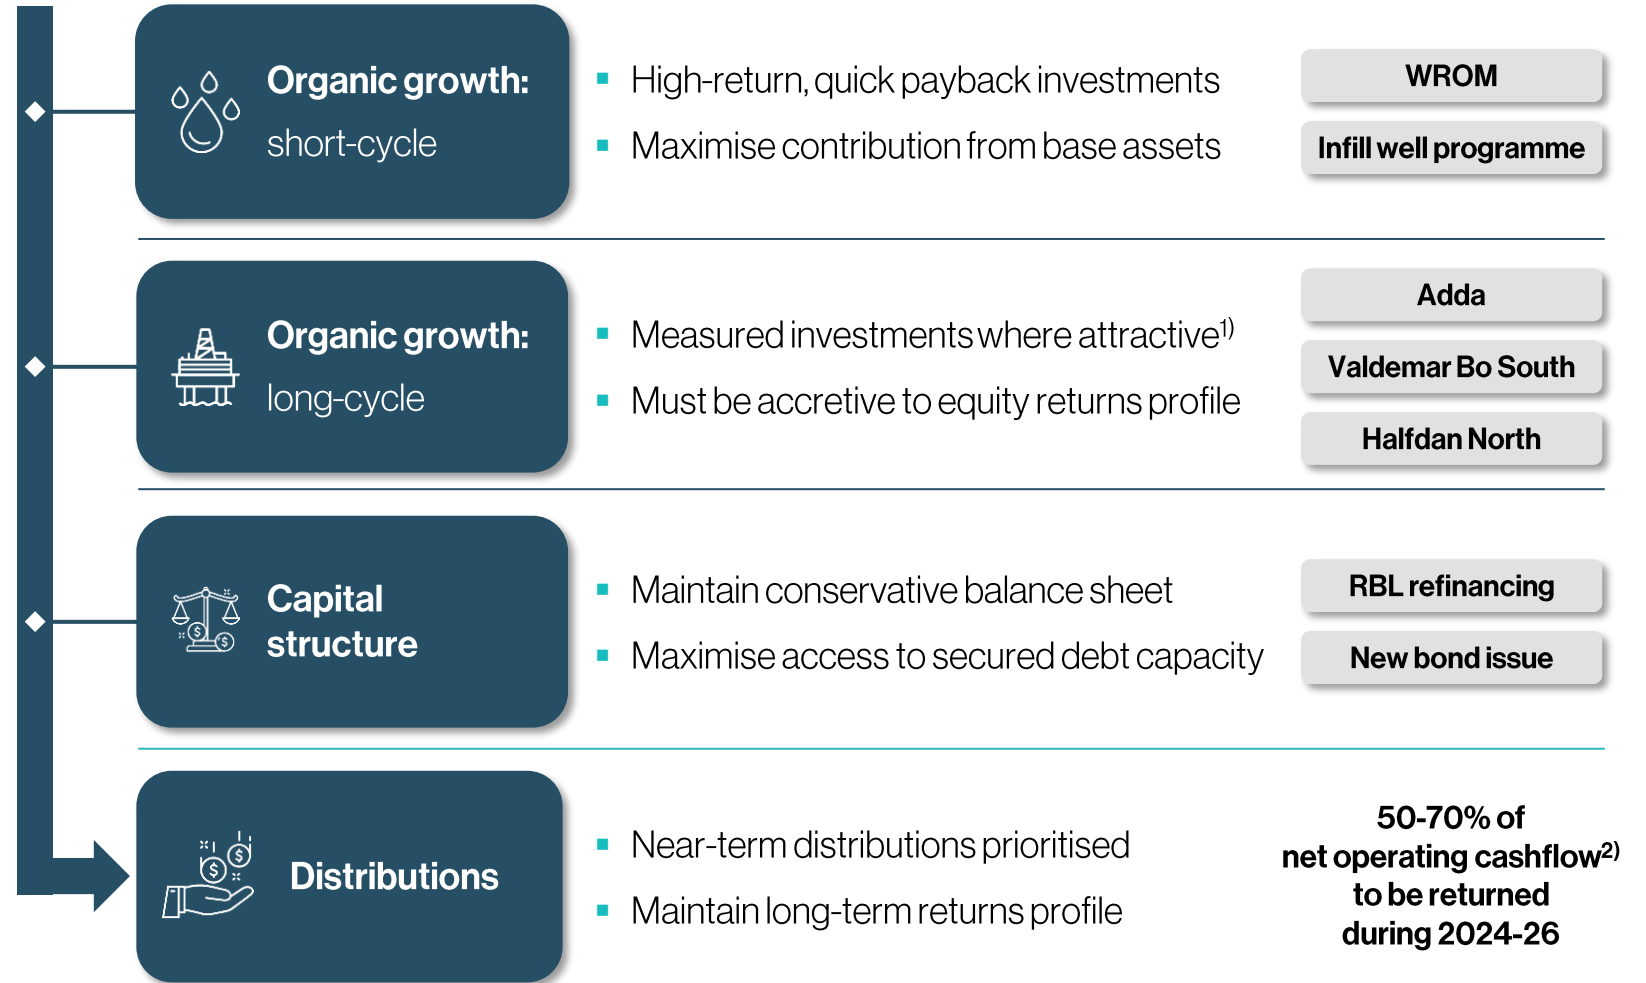 Organic growth:
short-cycle
High-return, quick payback investments
Maximise contribution from base assets
WROM
Infill well programme
Organic growth:
long-cycle
Measured investments where attractive1)
Must be accretive to equity returns profile
Adda
Valdemar Bo South
Halfdan North
Capital
structure
Maintain conservative balance sheet
Maximise access to secured debt capacity
RBL refinancing
New bond issue
Distributions
Near-term distributions prioritised
Maintain long-term returns profile
50-70% of
net operating cashflow2)
to be returned
during 2024-26